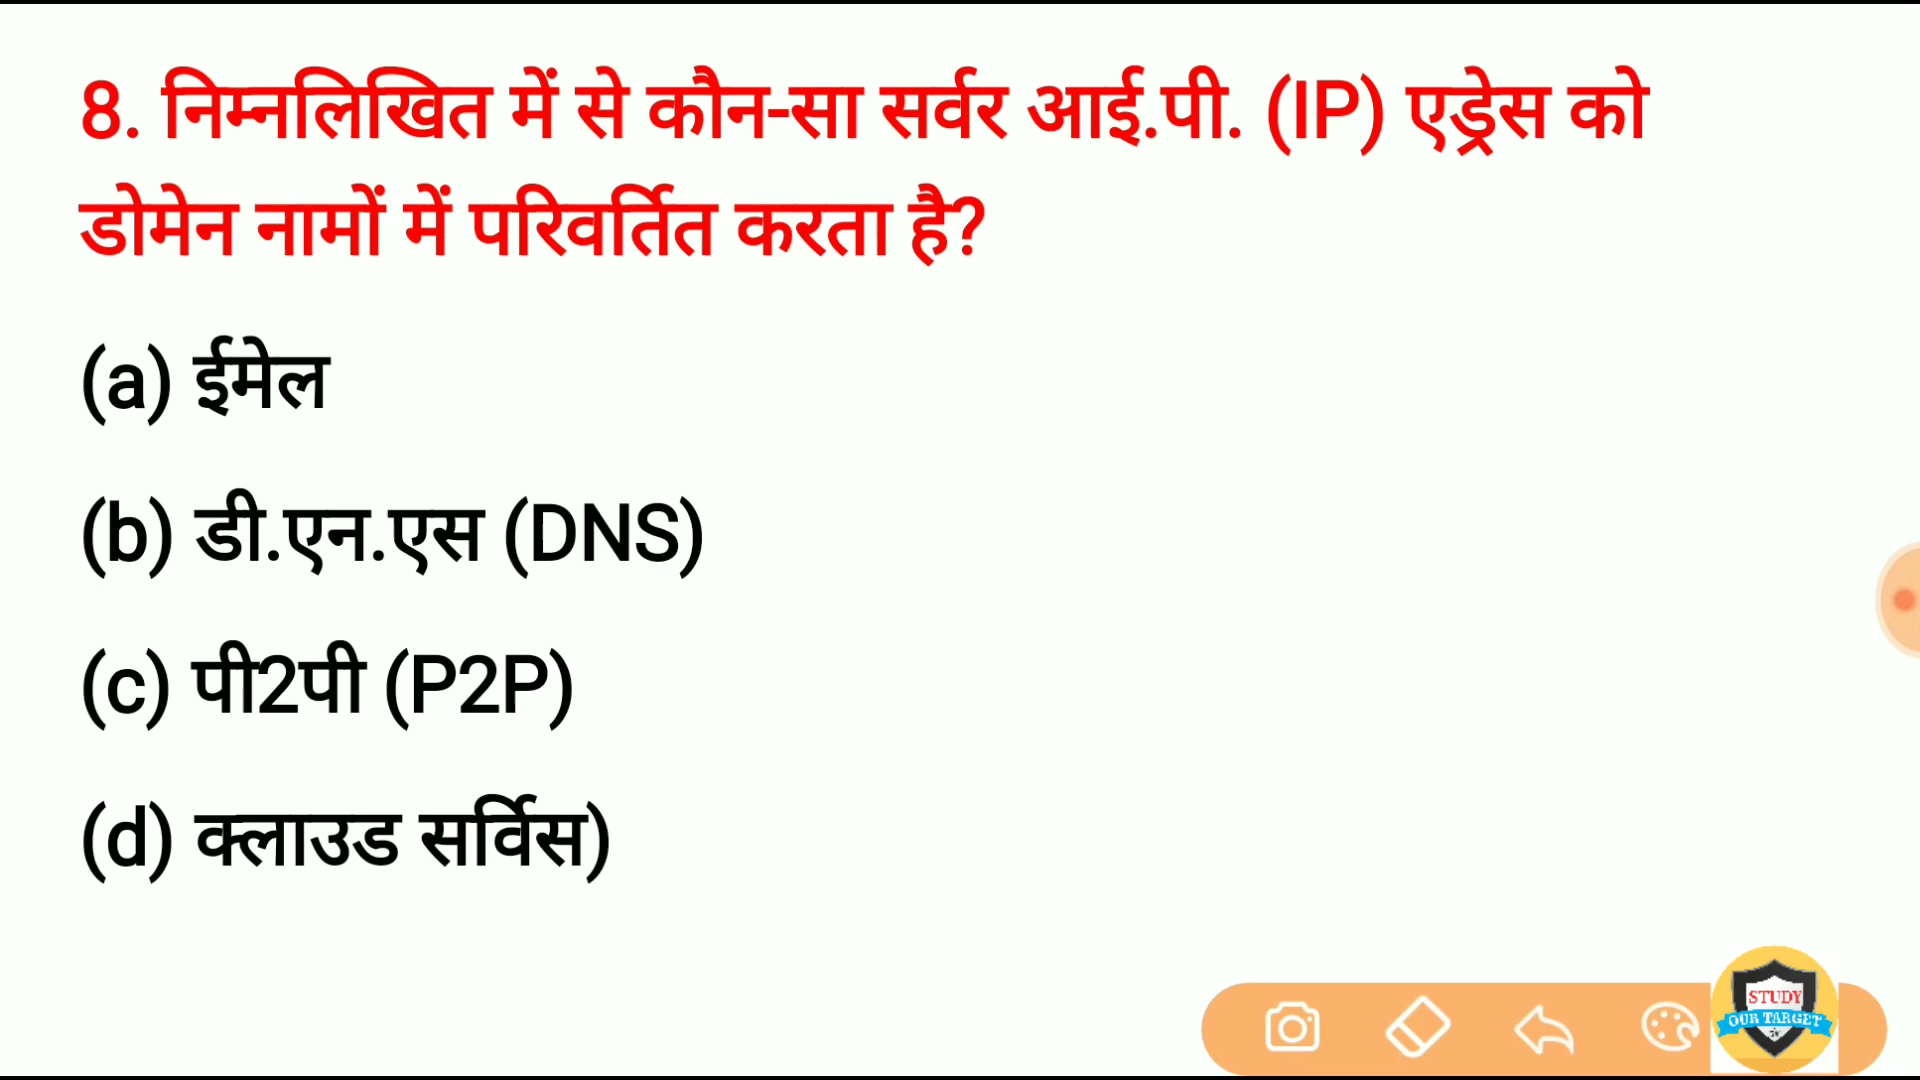 8. निम्नलिखित में से कौन-सा सर्वर आई.पी. (IP) एड्रेस को
डोमेन नामों में परिवर्तित करता है?
(a) ईमेल
(b) डी.एन.एस (DNS)
(c) पी2पी (P2P)
(d) क्लाउड सर्विस)
STUDY
OUR TARGET